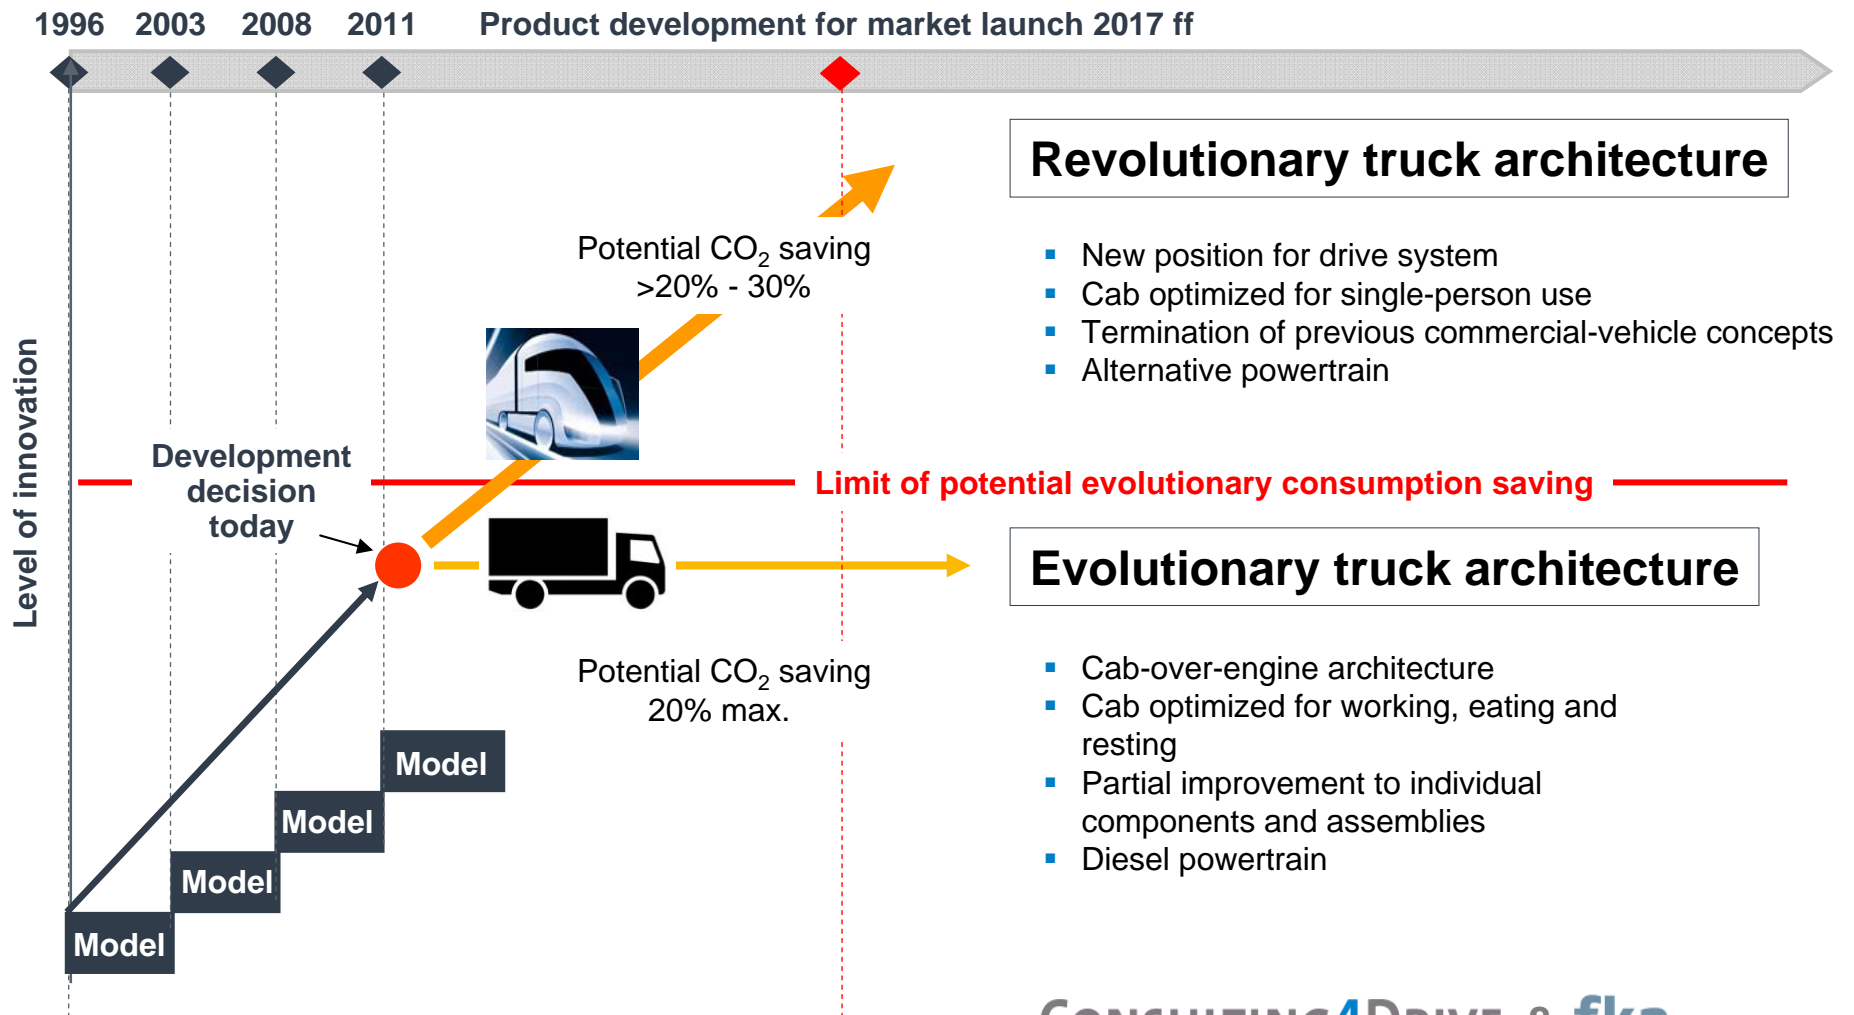 1996 2003 2008 2011 Product development for market launch 2017 ff
Revolutionary truck architecture
Potential CO₂ saving
>20% - 30%
▪ New position for drive system
▪ Cab optimized for single-person use
▪ Termination of previous commercial-vehicle concepts
▪ Alternative powertrain
Level of innovation
Development
decision
today
Limit of potential evolutionary consumption saving
Evolutionary truck architecture
Potential CO₂ saving
20% max.
▪ Cab-over-engine architecture
▪ Cab optimized for working, eating and
resting
▪ Partial improvement to individual
components and assemblies
▪ Diesel powertrain
Model
Model
Model
Model
CONSULTING4DRIVE & fka